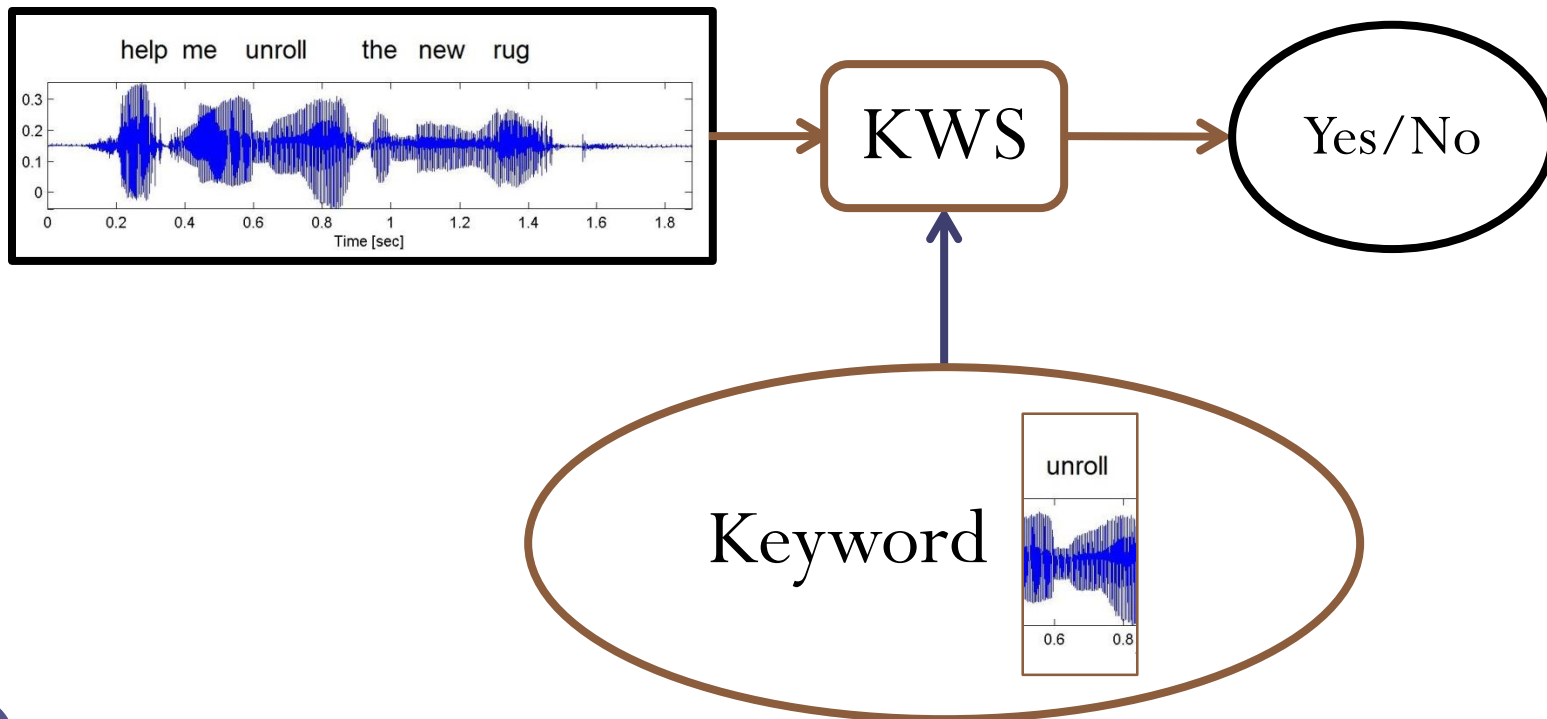 help me unroll the new rug
0.3
0.2
0.1
0
0 0.2 0.4 0.6 0.8 1 1.2 1.4 1.6 1.8
Time [sec]
KWS
Yes/No
Keyword
unroll
0.6 0.8